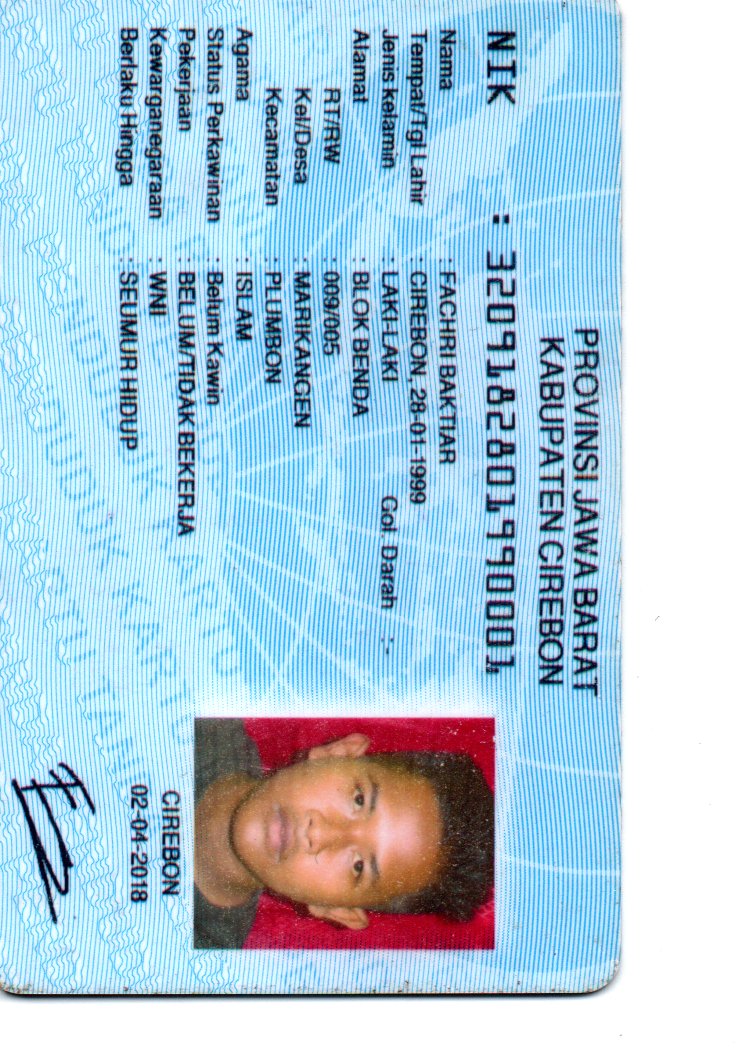 PROVINSI JAWA BARAT
KABUPATEN CIREBON
NIK : 3209182801990001
Nama : FACHRI BAKTIAR
Tempat/Tgl Lahir : CIREBON, 28-01-1999
Jenis kelamin : LAKI-LAKI Gol. Darah :-
Alamat : BLOK BENDA
RT/RW : 009/005
Kel/Desa : MARIKANGEN
Kecamatan : PLUMBON
Agama : ISLAM
Status Perkawinan : Belum Kawin
Pekerjaan : BELUM/TIDAK BEKERJA
Kewarganegaraan : WNI
Berlaku Hingga : SEUMUR HIDUP
CIREBON
02-04-2018